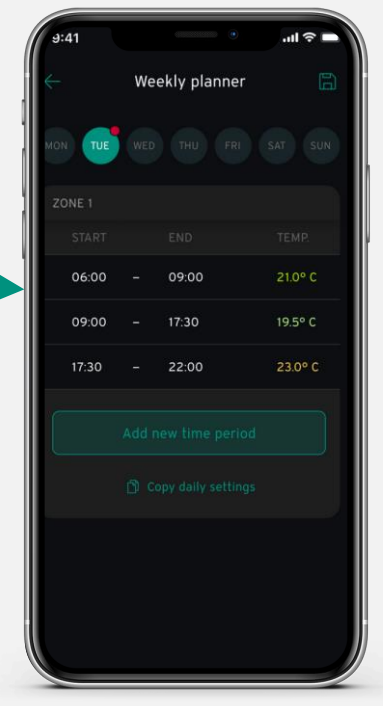 9:41
Weekly planner
MON TUE WED THU FRI SAT SUN
ZONE 1
START END TEMP.
06:00 – 09:00 21.0° C
09:00 – 17:30 19.5° C
17:30 – 22:00 23.0° C
Add new time period
Copy daily settings